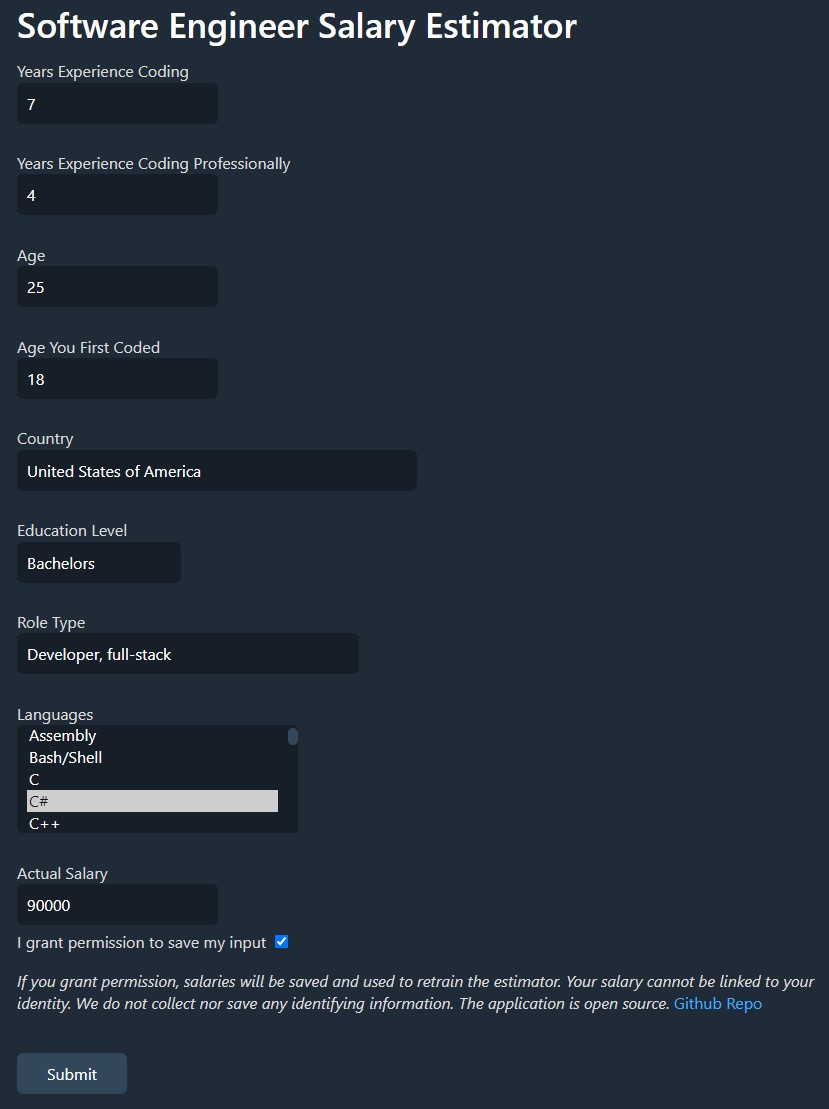 Software Engineer Salary Estimator
Years Experience Coding
7
Years Experience Coding Professionally
4
Age
25
Age You First Coded
18
Country
United States of America
Education Level
Bachelors
Role Type
Developer, full-stack
Languages
Assembly
Bash/Shell
C
C#
C++
Actual Salary
90000
I grant permission to save my input
If you grant permission, salaries will be saved and used to retrain the estimator. Your salary cannot be linked to your
identity. We do not collect nor save any identifying information. The application is open source. Github Repo
Submit